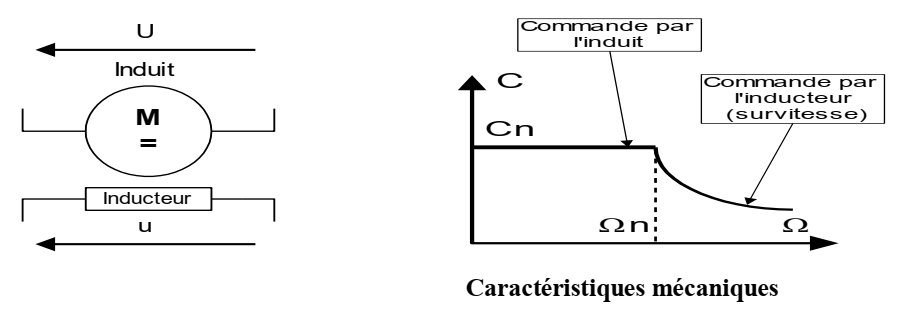 U
Induit
M
=
Inducteur
u
Commande par
l'induit
C
Commande par
l'inducteur
(survitesse)
Cn
Ωn
Ω
Caractéristiques mécaniques